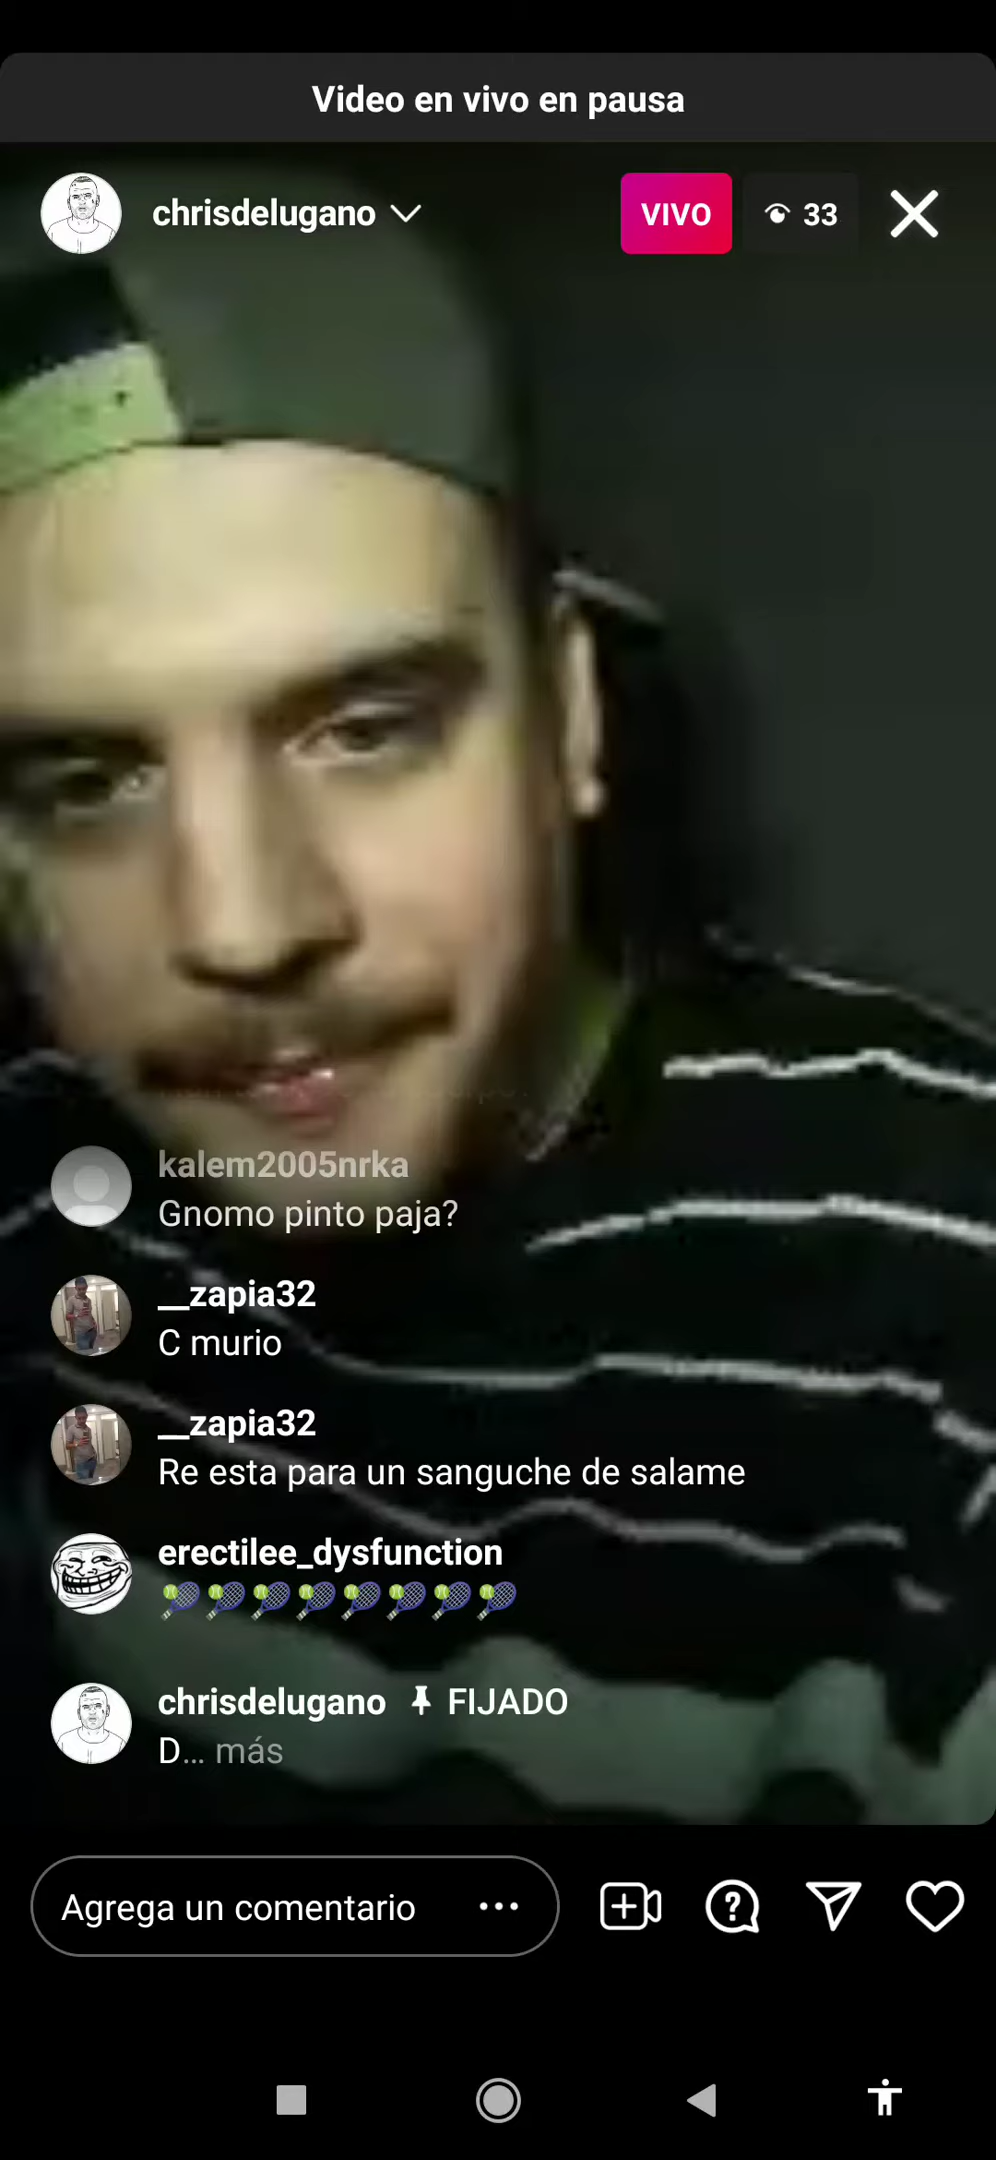 Video en vivo en pausa
chrisdelugano
VIVO
33
kalem2005nrka
Gnomo pinto paja?
__zapia32
C murio
__zapia32
Re esta para un sanguche de salame
erectilee_dysfunction
🎾🎾🎾🎾🎾🎾🎾🎾
chrisdelugano FIJADO
D... más
Agrega un comentario